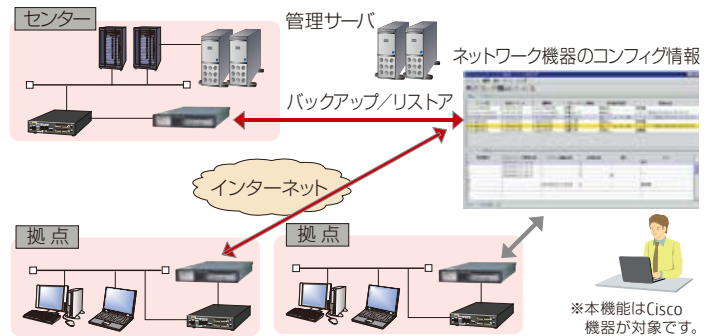 センター
管理サーバ
ネットワーク機器のコンフィグ情報
バックアップ／リストア
インターネット
拠 点
拠 点
※本機能はCisco
機器が対象です。